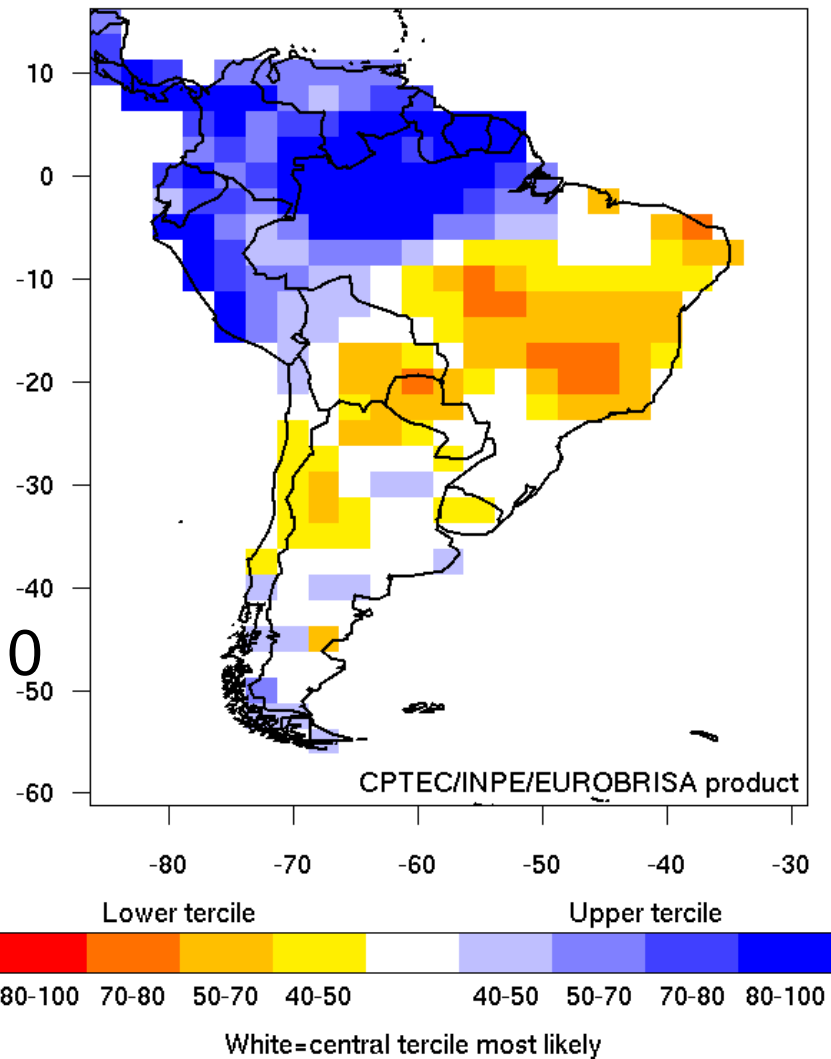 10
0
-10
-20
-30
-40
0
-50
-60
CPTEC/INPE/EUROBRISA product
-80 -70 -60 -50 -40 -30
Lower tercile Upper tercile
80-100 70-80 50-70 40-50 40-50 50-70 70-80 80-100
White=central tercile most likely